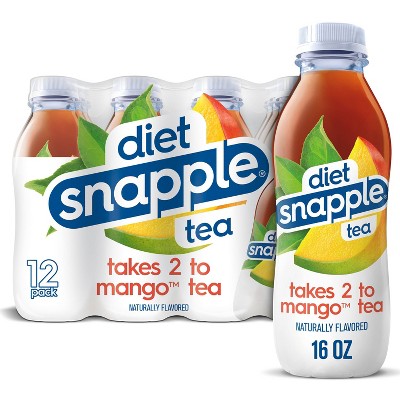 diet
snapple®
tea
takes 2 to
mango™ tea
NATURALLY FLAVORED
12
pack
snap
diet
snapple®
tea
takes 2 to
mango™ tea
NATURALLY FLAVORED
16 OZ